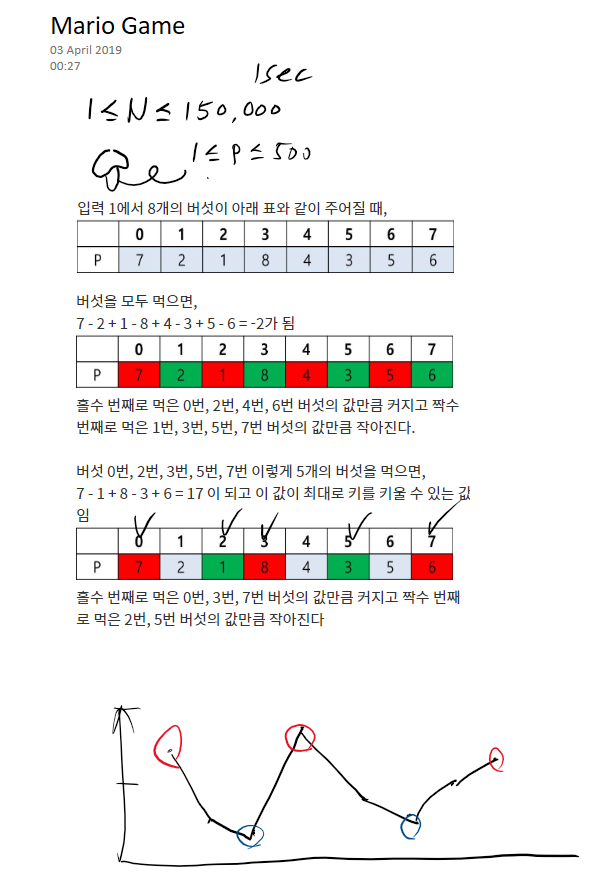 Mario Game
03 April 2019
00:27
1sec
1 ≤ N ≤ 150,000
1 ≤ P ≤ 500
입력 1에서 8개의 버섯이 아래 표와 같이 주어질 때,
0 1 2 3 4 5 6 7
P 7 2 1 8 4 3 5 6
버섯을 모두 먹으면,
7 - 2 + 1 - 8 + 4 - 3 + 5 - 6 = -2가 됨
0 1 2 3 4 5 6 7
P 7 2 1 8 4 3 5 6
홀수 번째로 먹은 0번, 2번, 4번, 6번 버섯의 값만큼 커지고 짝수
번째로 먹은 1번, 3번, 5번, 7번 버섯의 값만큼 작아진다.
버섯 0번, 2번, 3번, 5번, 7번 이렇게 5개의 버섯을 먹으면,
7 - 1 + 8 - 3 + 6 = 17 이 되고 이 값이 최대로 키를 키울 수 있는 값
임
0 1 2 3 4 5 6 7
P 7 2 1 8 4 3 5 6
홀수 번째로 먹은 0번, 3번, 7번 버섯의 값만큼 커지고 짝수 번째
로 먹은 2번, 5번 버섯의 값만큼 작아진다